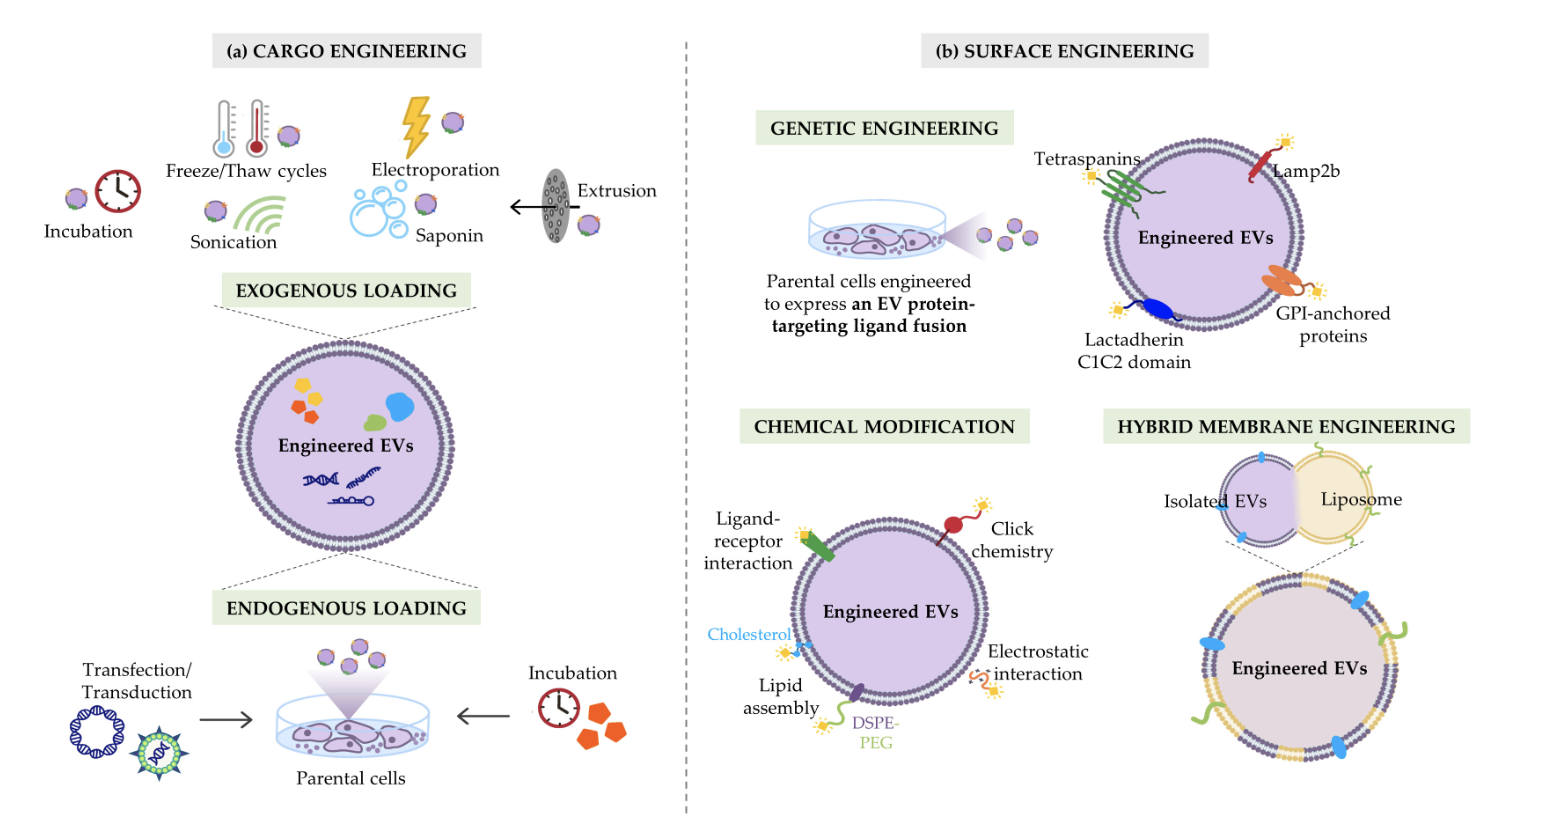 (a) CARGO ENGINEERING
Freeze/Thaw cycles
Electroporation
Extrusion
Incubation
Sonication
Saponin
EXOGENOUS LOADING
Engineered EVs
ENDOGENOUS LOADING
Transfection/
Transduction
Incubation
Parental cells
(b) SURFACE ENGINEERING
GENETIC ENGINEERING
Tetraspanins
Lamp2b
Engineered EVs
Parental cells engineered
to express an EV protein-
targeting ligand fusion
GPI-anchored
proteins
Lactadherin
C1C2 domain
CHEMICAL MODIFICATION
Ligand-
receptor
interaction
Click
chemistry
Engineered EVs
Cholesterol
Electrostatic
interaction
Lipid
assembly
DSPE-
PEG
HYBRID MEMBRANE ENGINEERING
Isolated EVs
Liposome
Engineered EVs